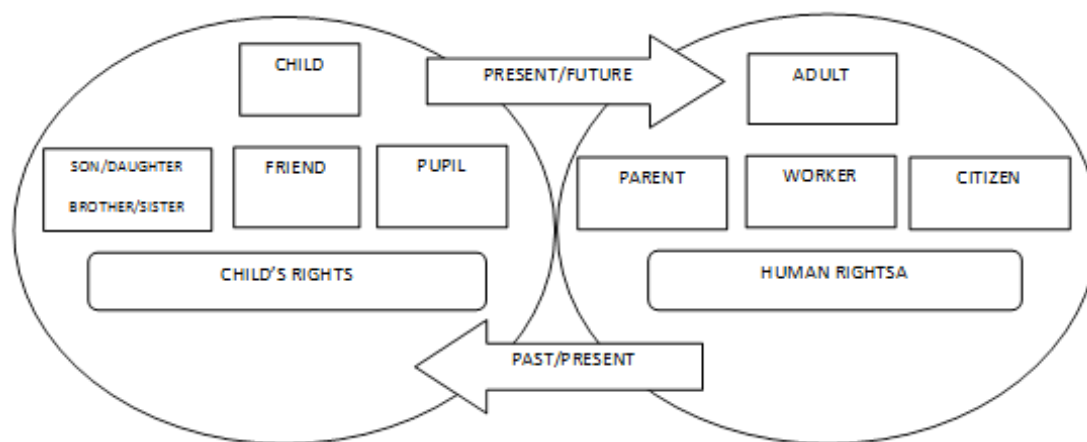 CHILD
PRESENT/FUTURE
ADULT
SON/DAUGHTER
BROTHER/SISTER
FRIEND
PUPIL
PARENT
WORKER
CITIZEN
CHILD'S RIGHTS
HUMAN RIGHTSA
PAST/PRESENT